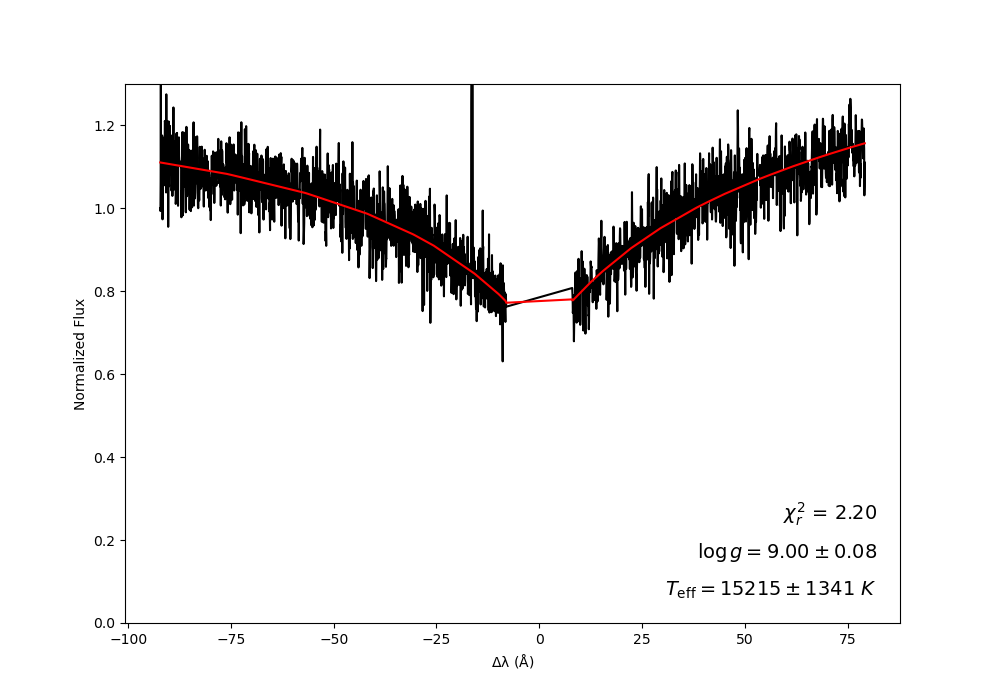 1.2
1.0
0.8
0.6
0.4
0.2
0.0
Normalized Flux
χ²ᵣ = 2.20
log g = 9.00 ± 0.08
T_eff = 15215 ± 1341 K
−100 −75 −50 −25 0 25 50 75
Δλ (Å)